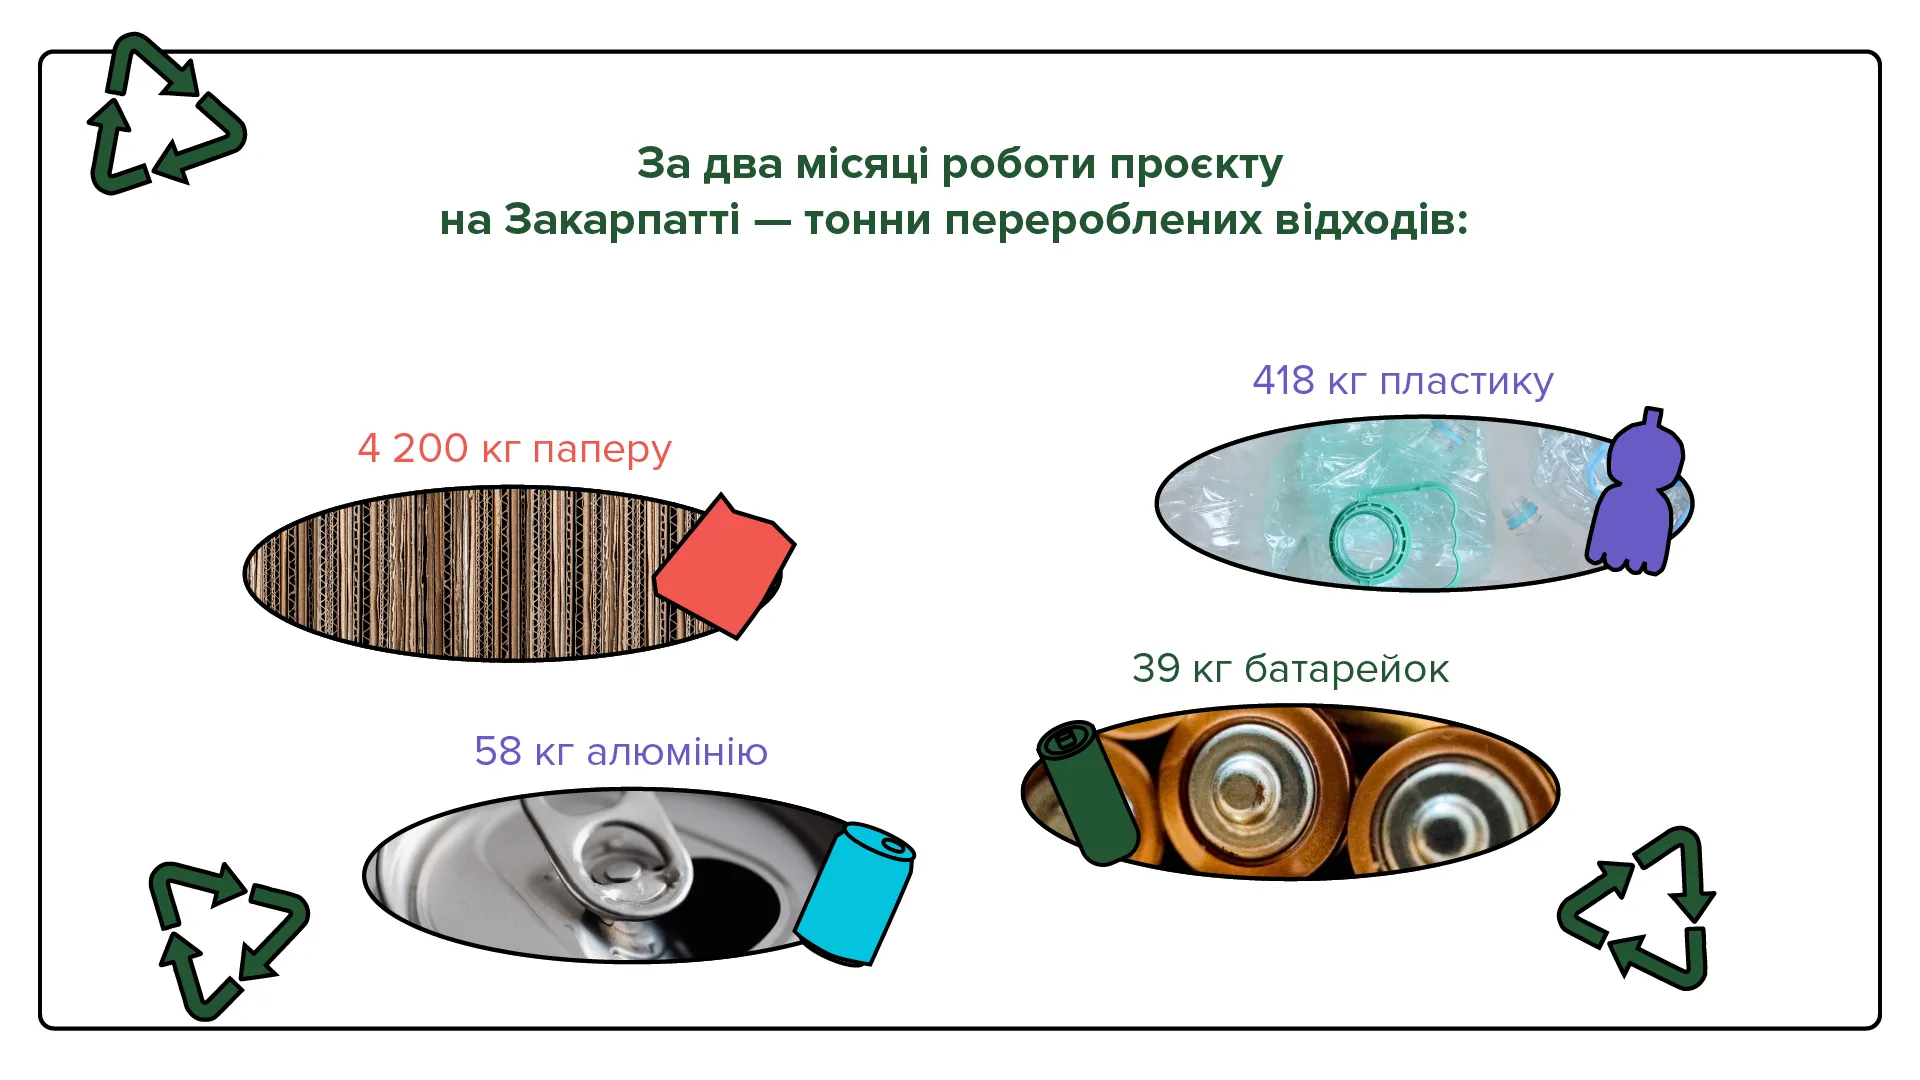 За два місяці роботи проєкту
на Закарпатті — тонни перероблених відходів:
418 кг пластику
4 200 кг паперу
39 кг батарейок
58 кг алюмінію